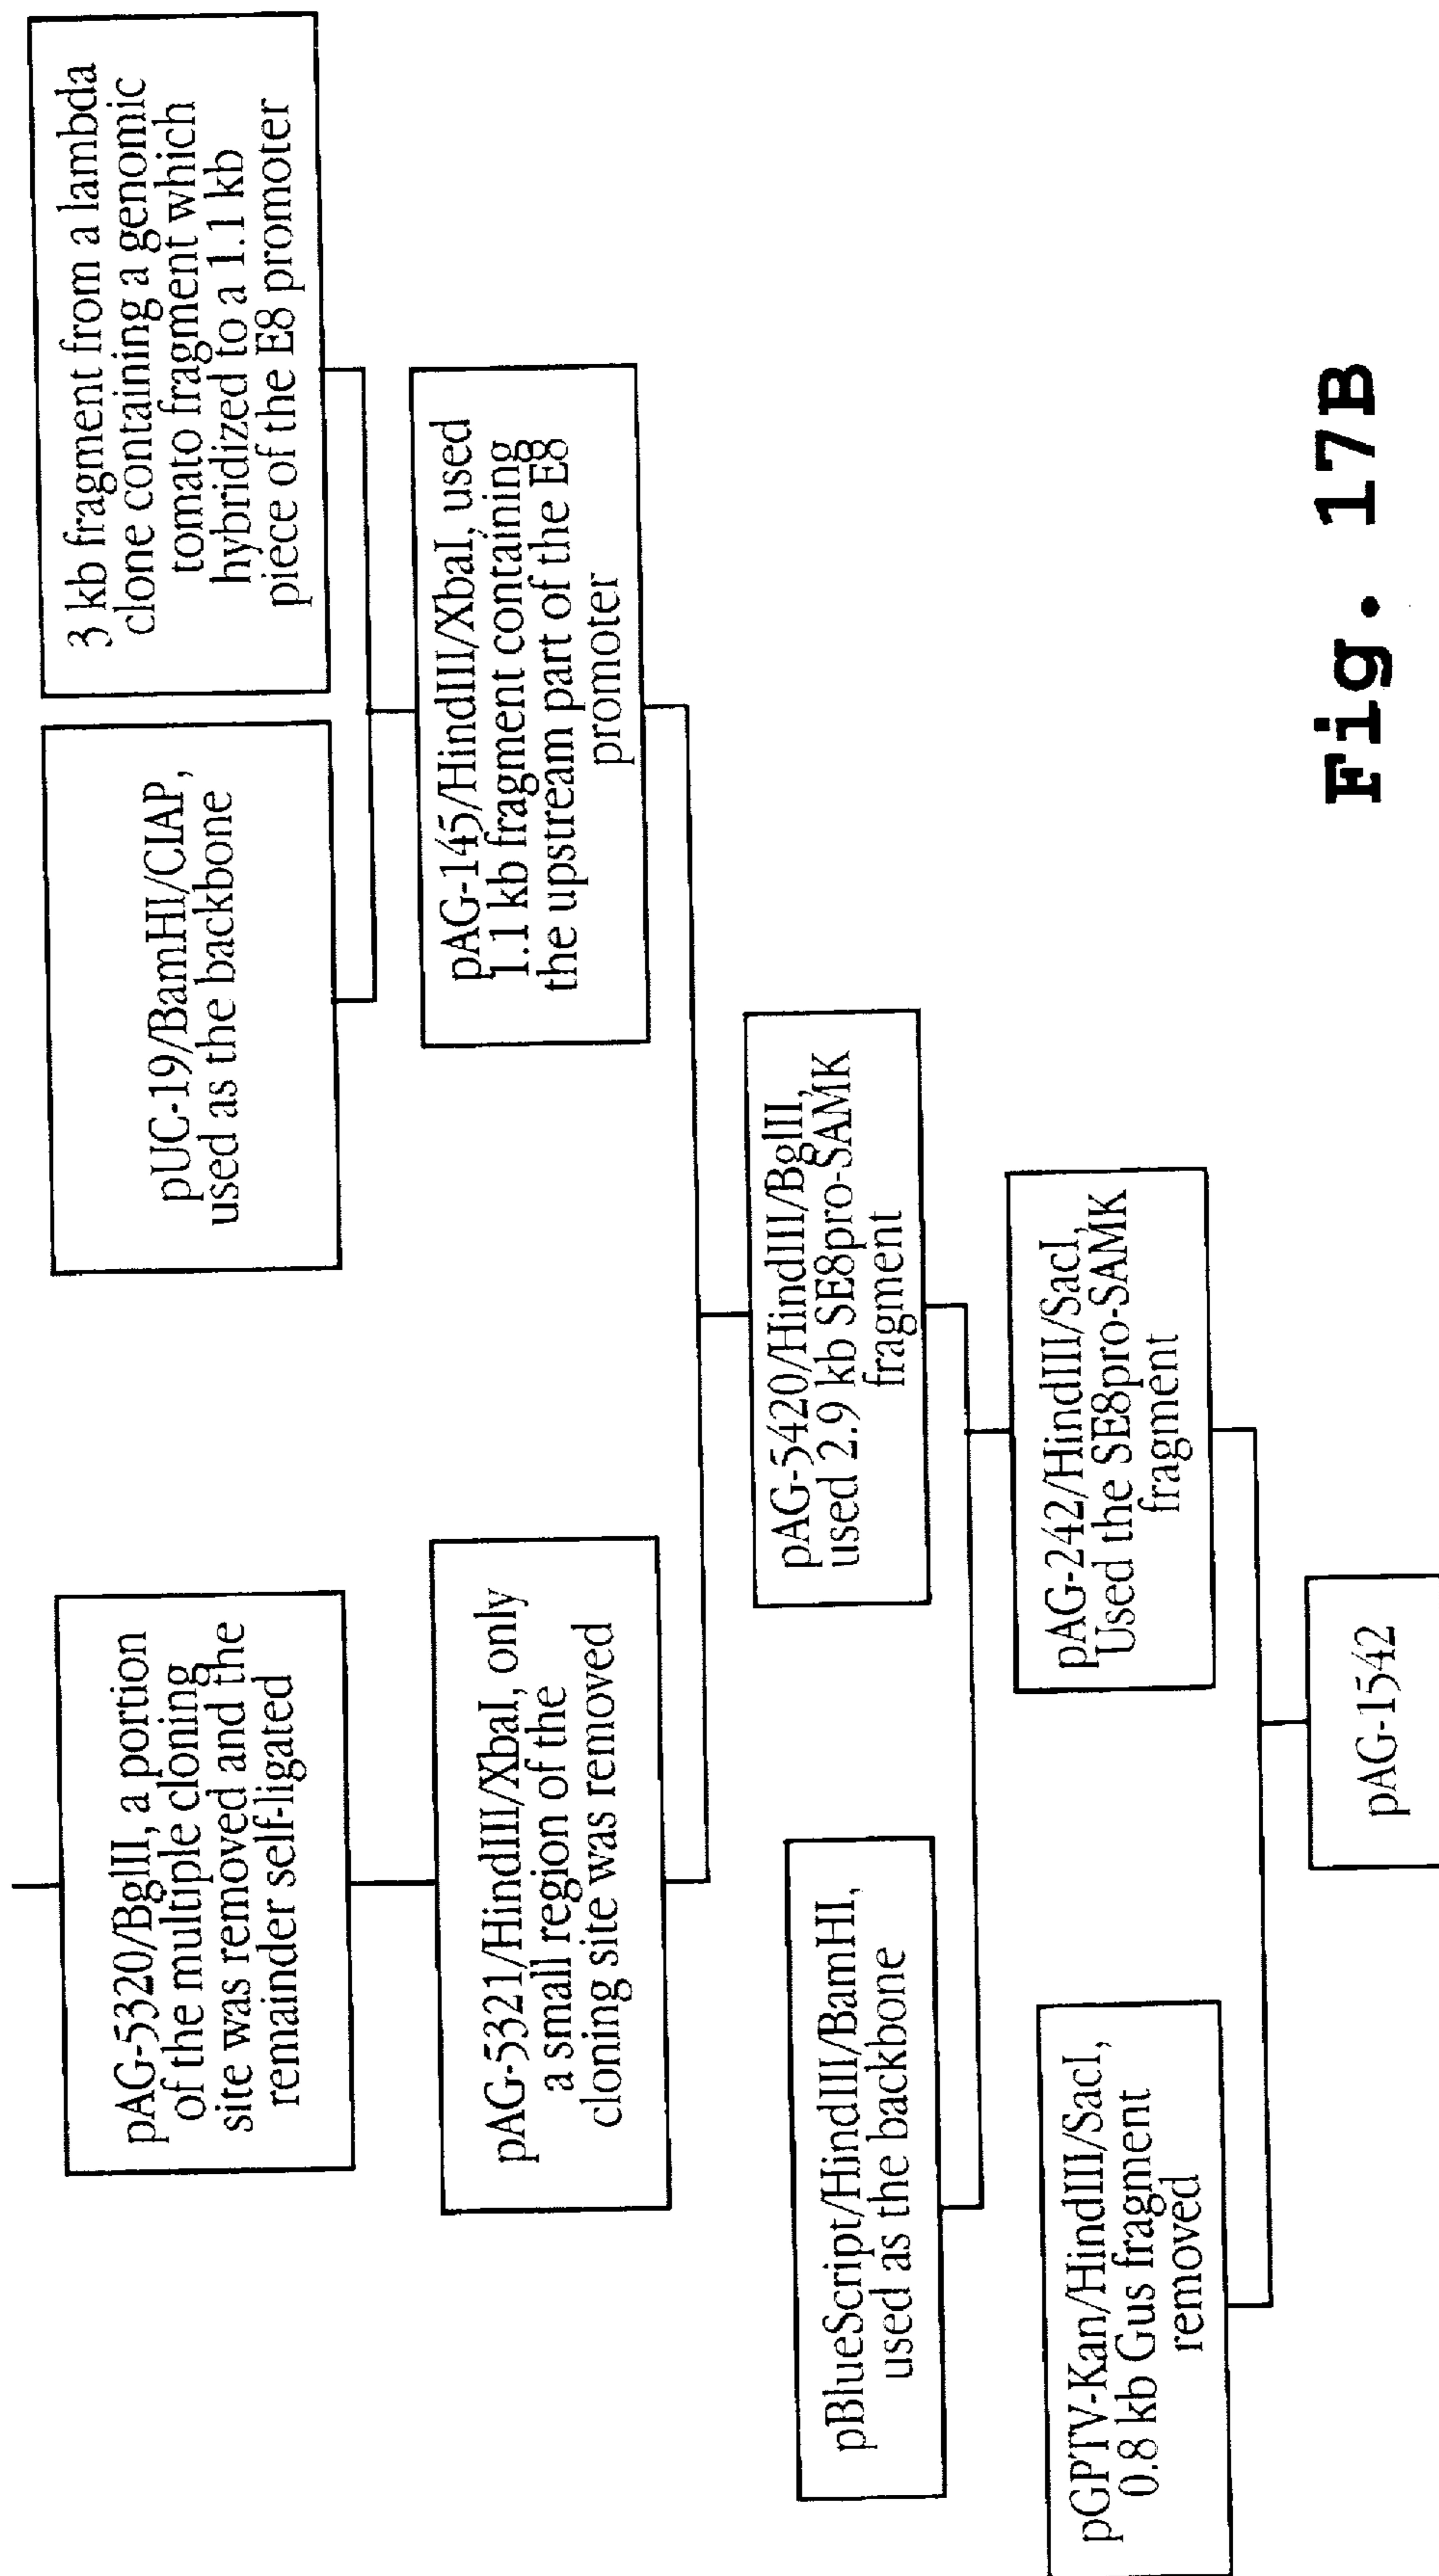 pAG-5320/BglII, a portion
of the multiple cloning
site was removed and the
remainder self-ligated
pUC-19/BamHI/CIAP,
used as the backbone
3 kb fragment from a lambda
clone containing a genomic
tomato fragment which
hybridized to a 1.1 kb
piece of the E8 promoter
pAG-5321/HindIII/XbaI, only
a small region of the
cloning site was removed
pAG-145/HindIII/XbaI, used
1.1 kb fragment containing
the upstream part of the E8
promoter
pBlueScript/HindIII/BamHI,
used as the backbone
pAG-5420/HindIII/BglII,
used 2.9 kb SE8pro-SAMK
fragment
pGPTV-Kan/HindIII/SacI,
0.8 kb Gus fragment
removed
pAG-242/HindIII/SacI,
Used the SE8pro-SAMK
fragment
pAG-1542
Fig. 17B